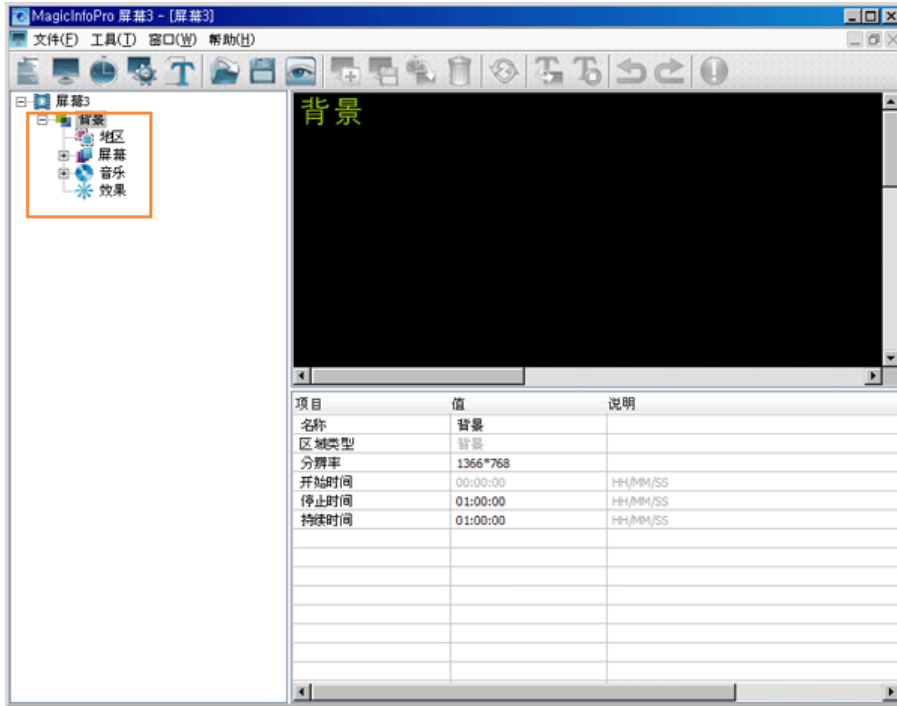 MagicInfoPro 屏幕3 - [屏幕3]
文件(F) 工具(T) 窗口(W) 帮助(H)
屏幕3
背景
地区
屏幕
音乐
效果
背景
项目 值 说明
名称 背景
区域类型 背景
分辨率 1366*768
开始时间 00:00:00 HH/MM/SS
停止时间 01:00:00 HH/MM/SS
持续时间 01:00:00 HH/MM/SS